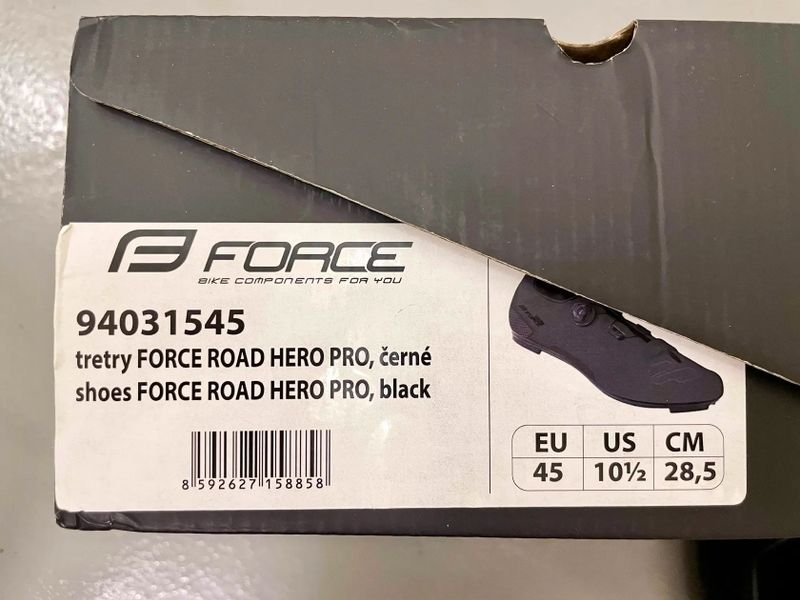 FORCE
BIKE COMPONENTS FOR YOU
94031545
tretry FORCE ROAD HERO PRO, černé
shoes FORCE ROAD HERO PRO, black
8 592627 158858
EU US CM
45 10½ 28,5